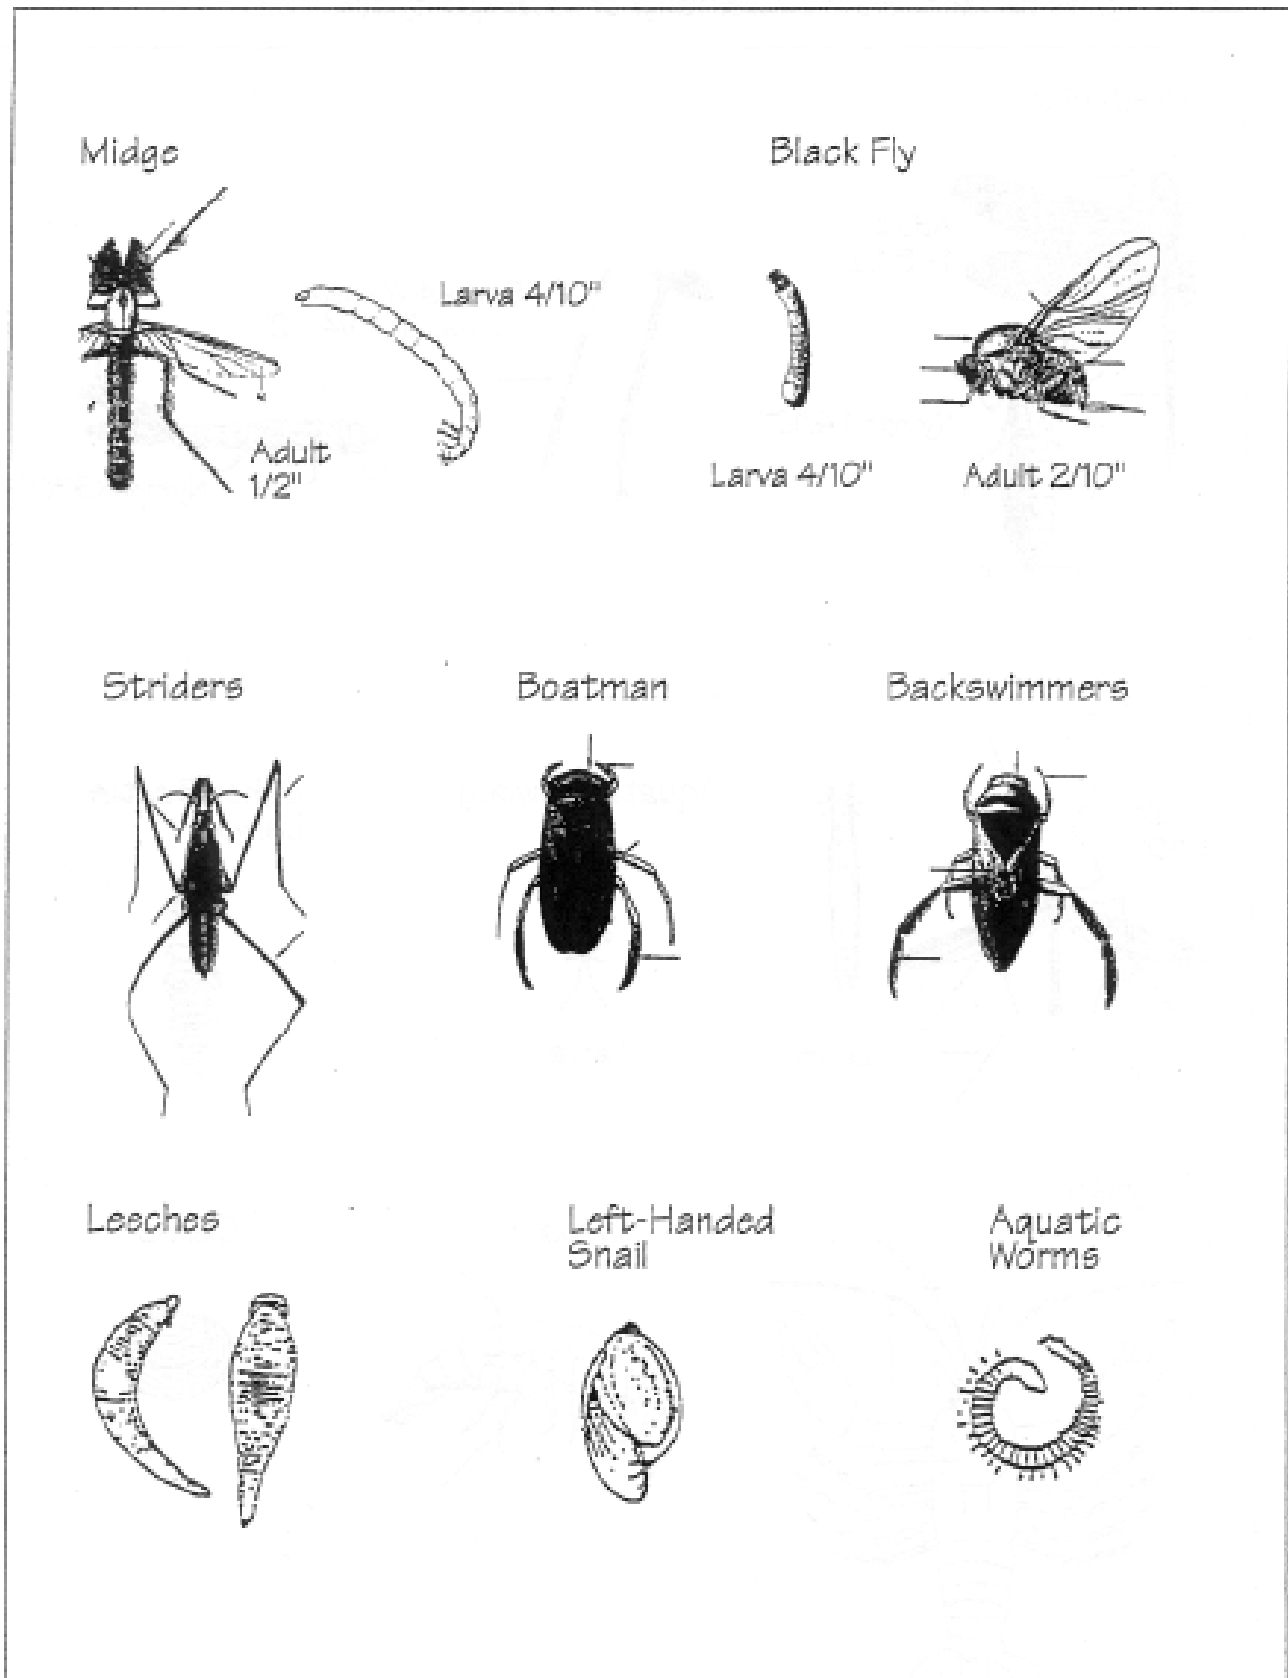 Midge
Black Fly
Larva 4/10"
Adult
1/2"
Larva 4/10"
Adult 2/10"
Striders
Boatman
Backswimmers
Leeches
Left-Handed
Snail
Aquatic
Worms